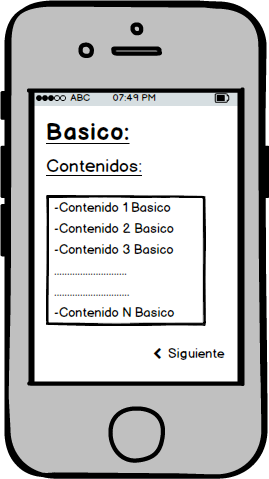 ABC 07:49 PM
Basico:
Contenidos:
-Contenido 1 Basico
-Contenido 2 Basico
-Contenido 3 Basico
..............................
...............................
-Contenido N Basico
Siguiente